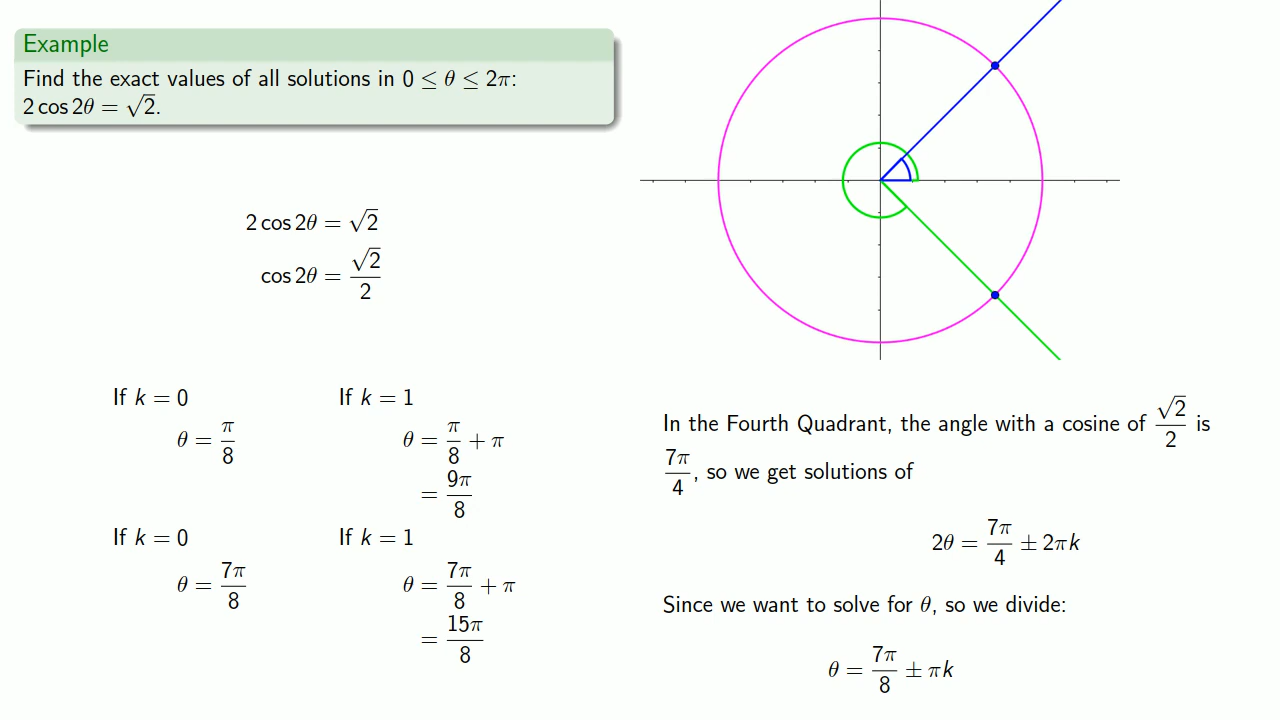 Example
Find the exact values of all solutions in 0 ≤ θ ≤ 2π:
2 cos 2θ = √2.
2 cos 2θ = √2
cos 2θ = √2/2
If k = 0
θ = π/8
If k = 1
θ = π/8 + π
= 9π/8
If k = 0
θ = 7π/8
If k = 1
θ = 7π/8 + π
= 15π/8
In the Fourth Quadrant, the angle with a cosine of √2/2 is
7π/4, so we get solutions of
2θ = 7π/4 ± 2πk
Since we want to solve for θ, so we divide:
θ = 7π/8 ± πk